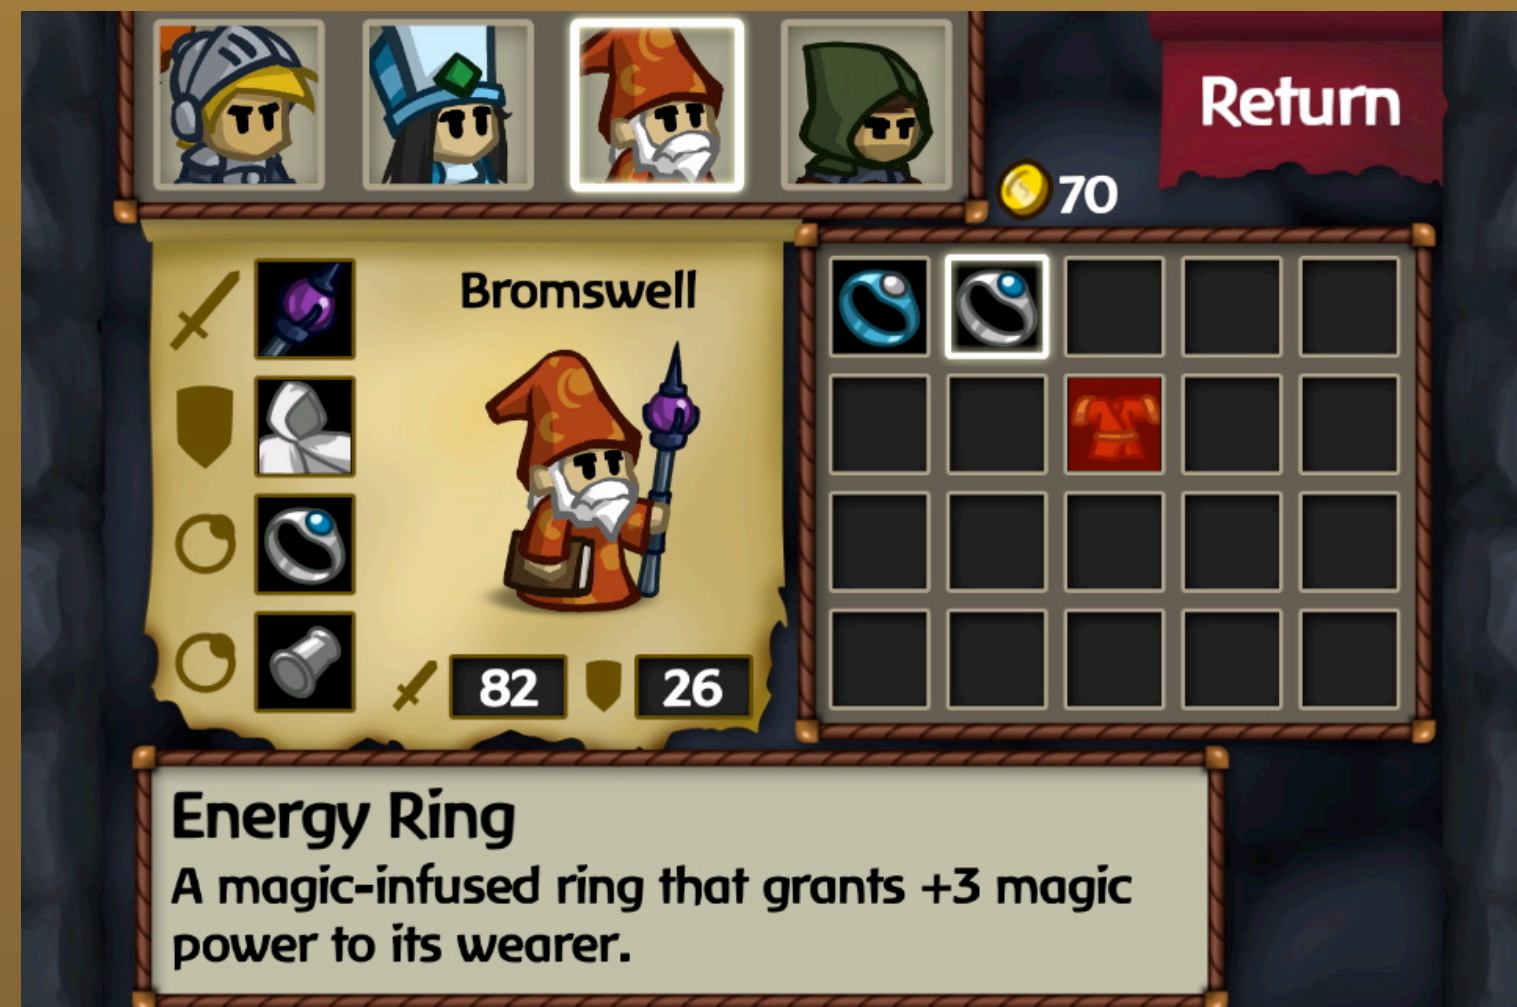 Return
70
Bromswell
82
26
Energy Ring
A magic-infused ring that grants +3 magic
power to its wearer.